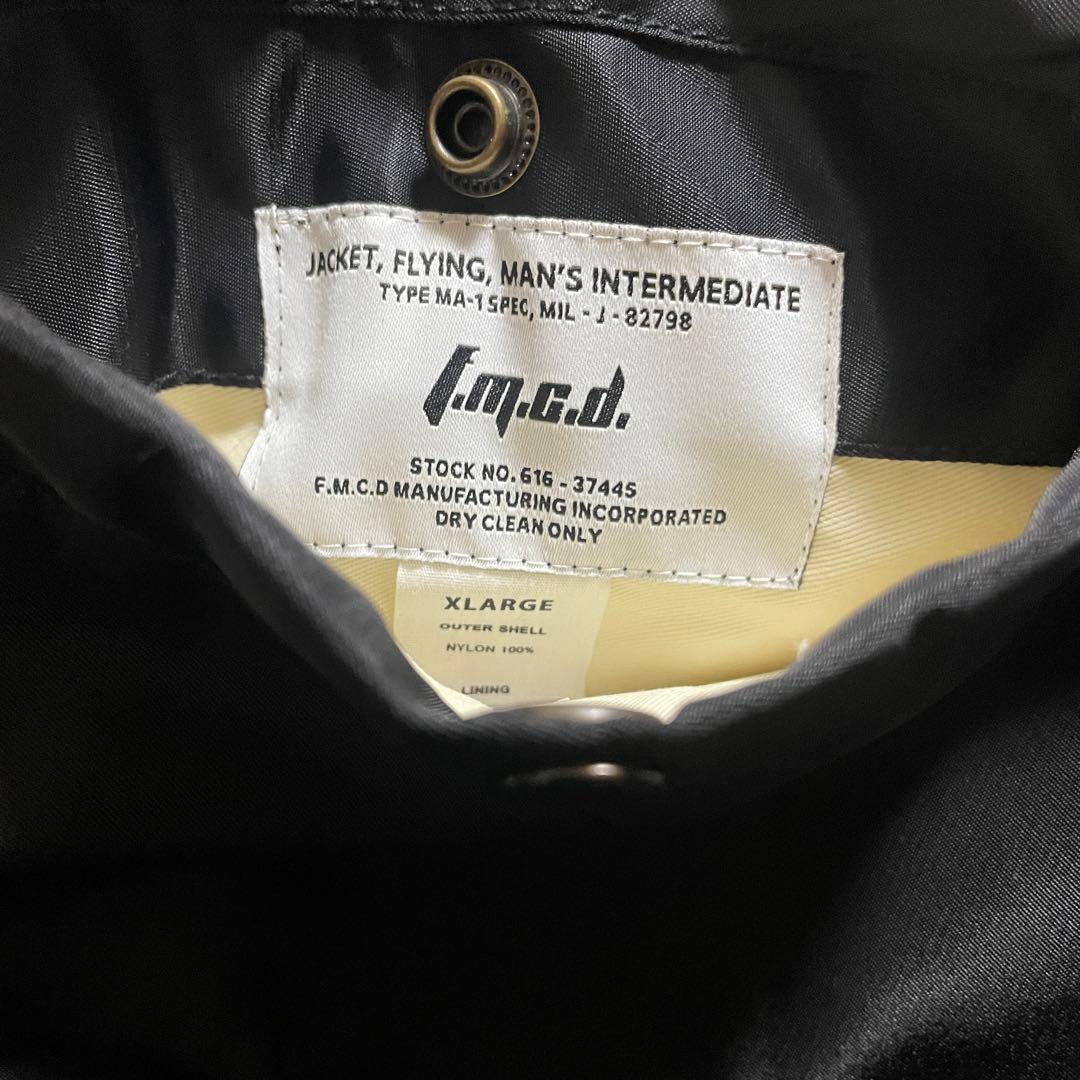 JACKET, FLYING, MAN'S INTERMEDIATE
TYPE MA-1 SPEC, MIL - J - 82798
f.m.c.d.
STOCK NO. 616 - 37445
F.M.C.D MANUFACTURING INCORPORATED
DRY CLEAN ONLY
XLARGE
OUTER SHELL
NYLON 100%
LINING